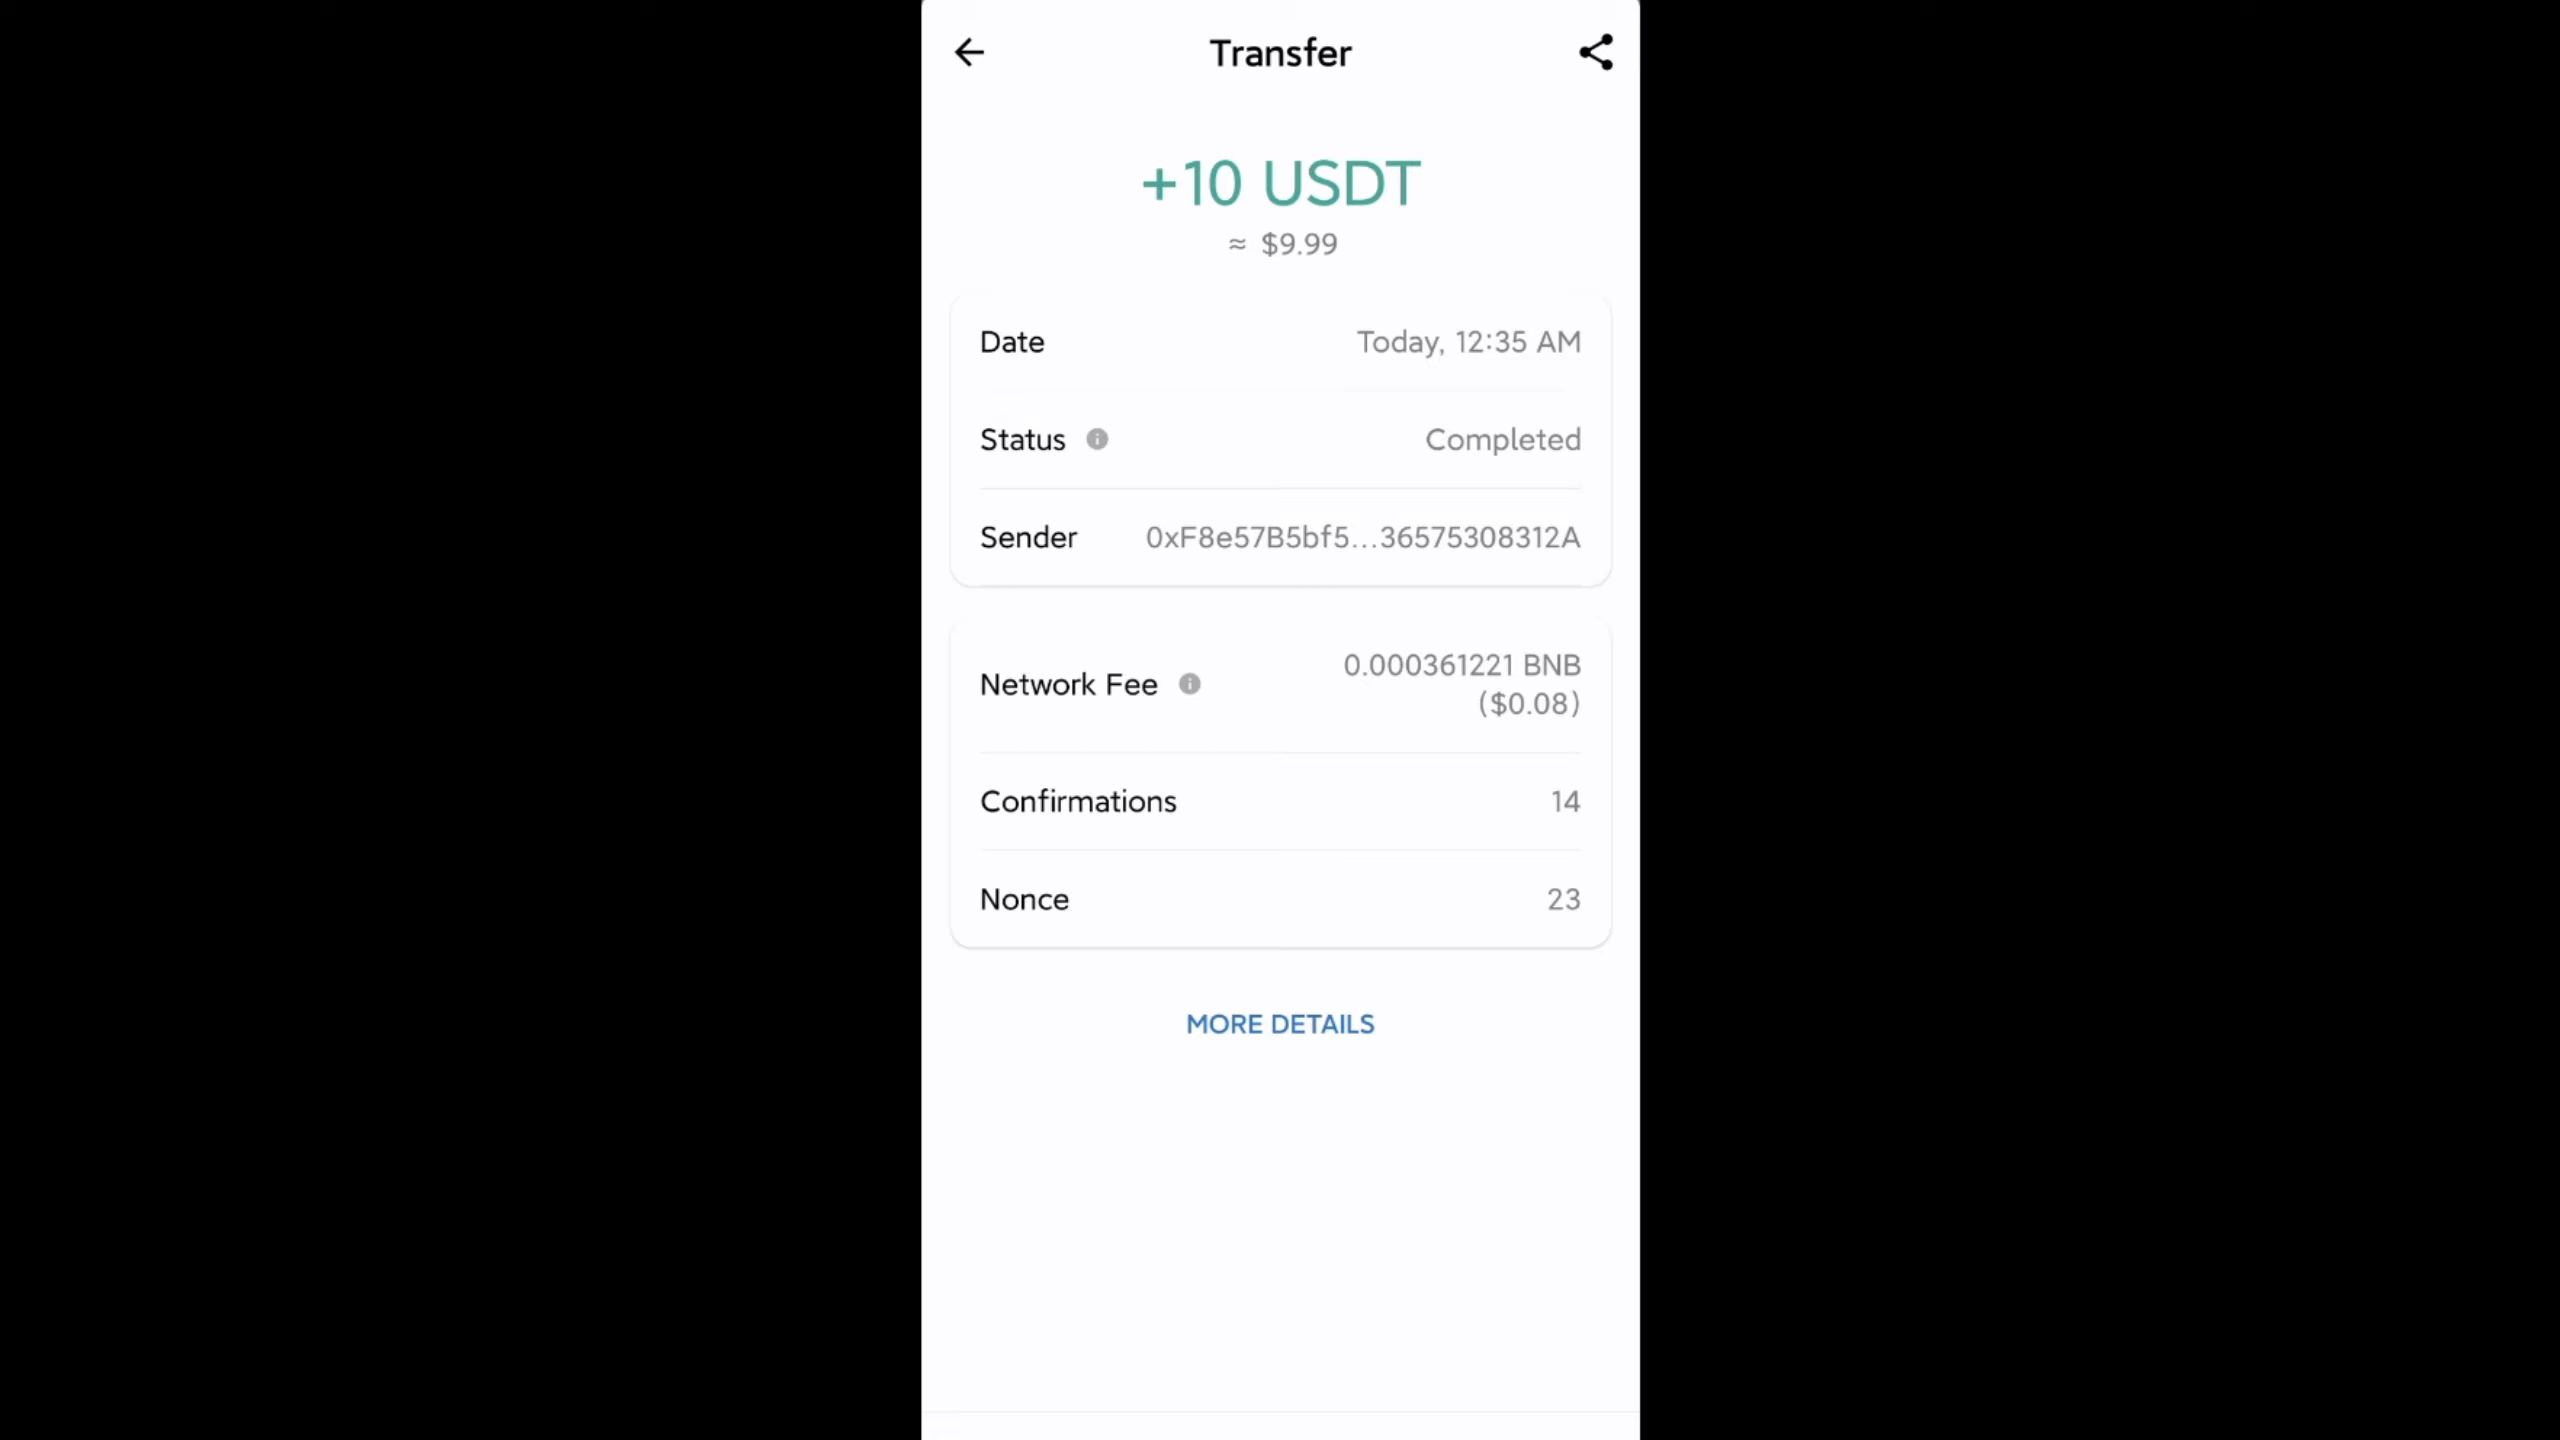 Transfer
+10 USDT
≈ $9.99
Date Today, 12:35 AM
Status Completed
Sender 0xF8e57B5bf5...36575308312A
Network Fee 0.000361221 BNB
($0.08)
Confirmations 14
Nonce 23
MORE DETAILS